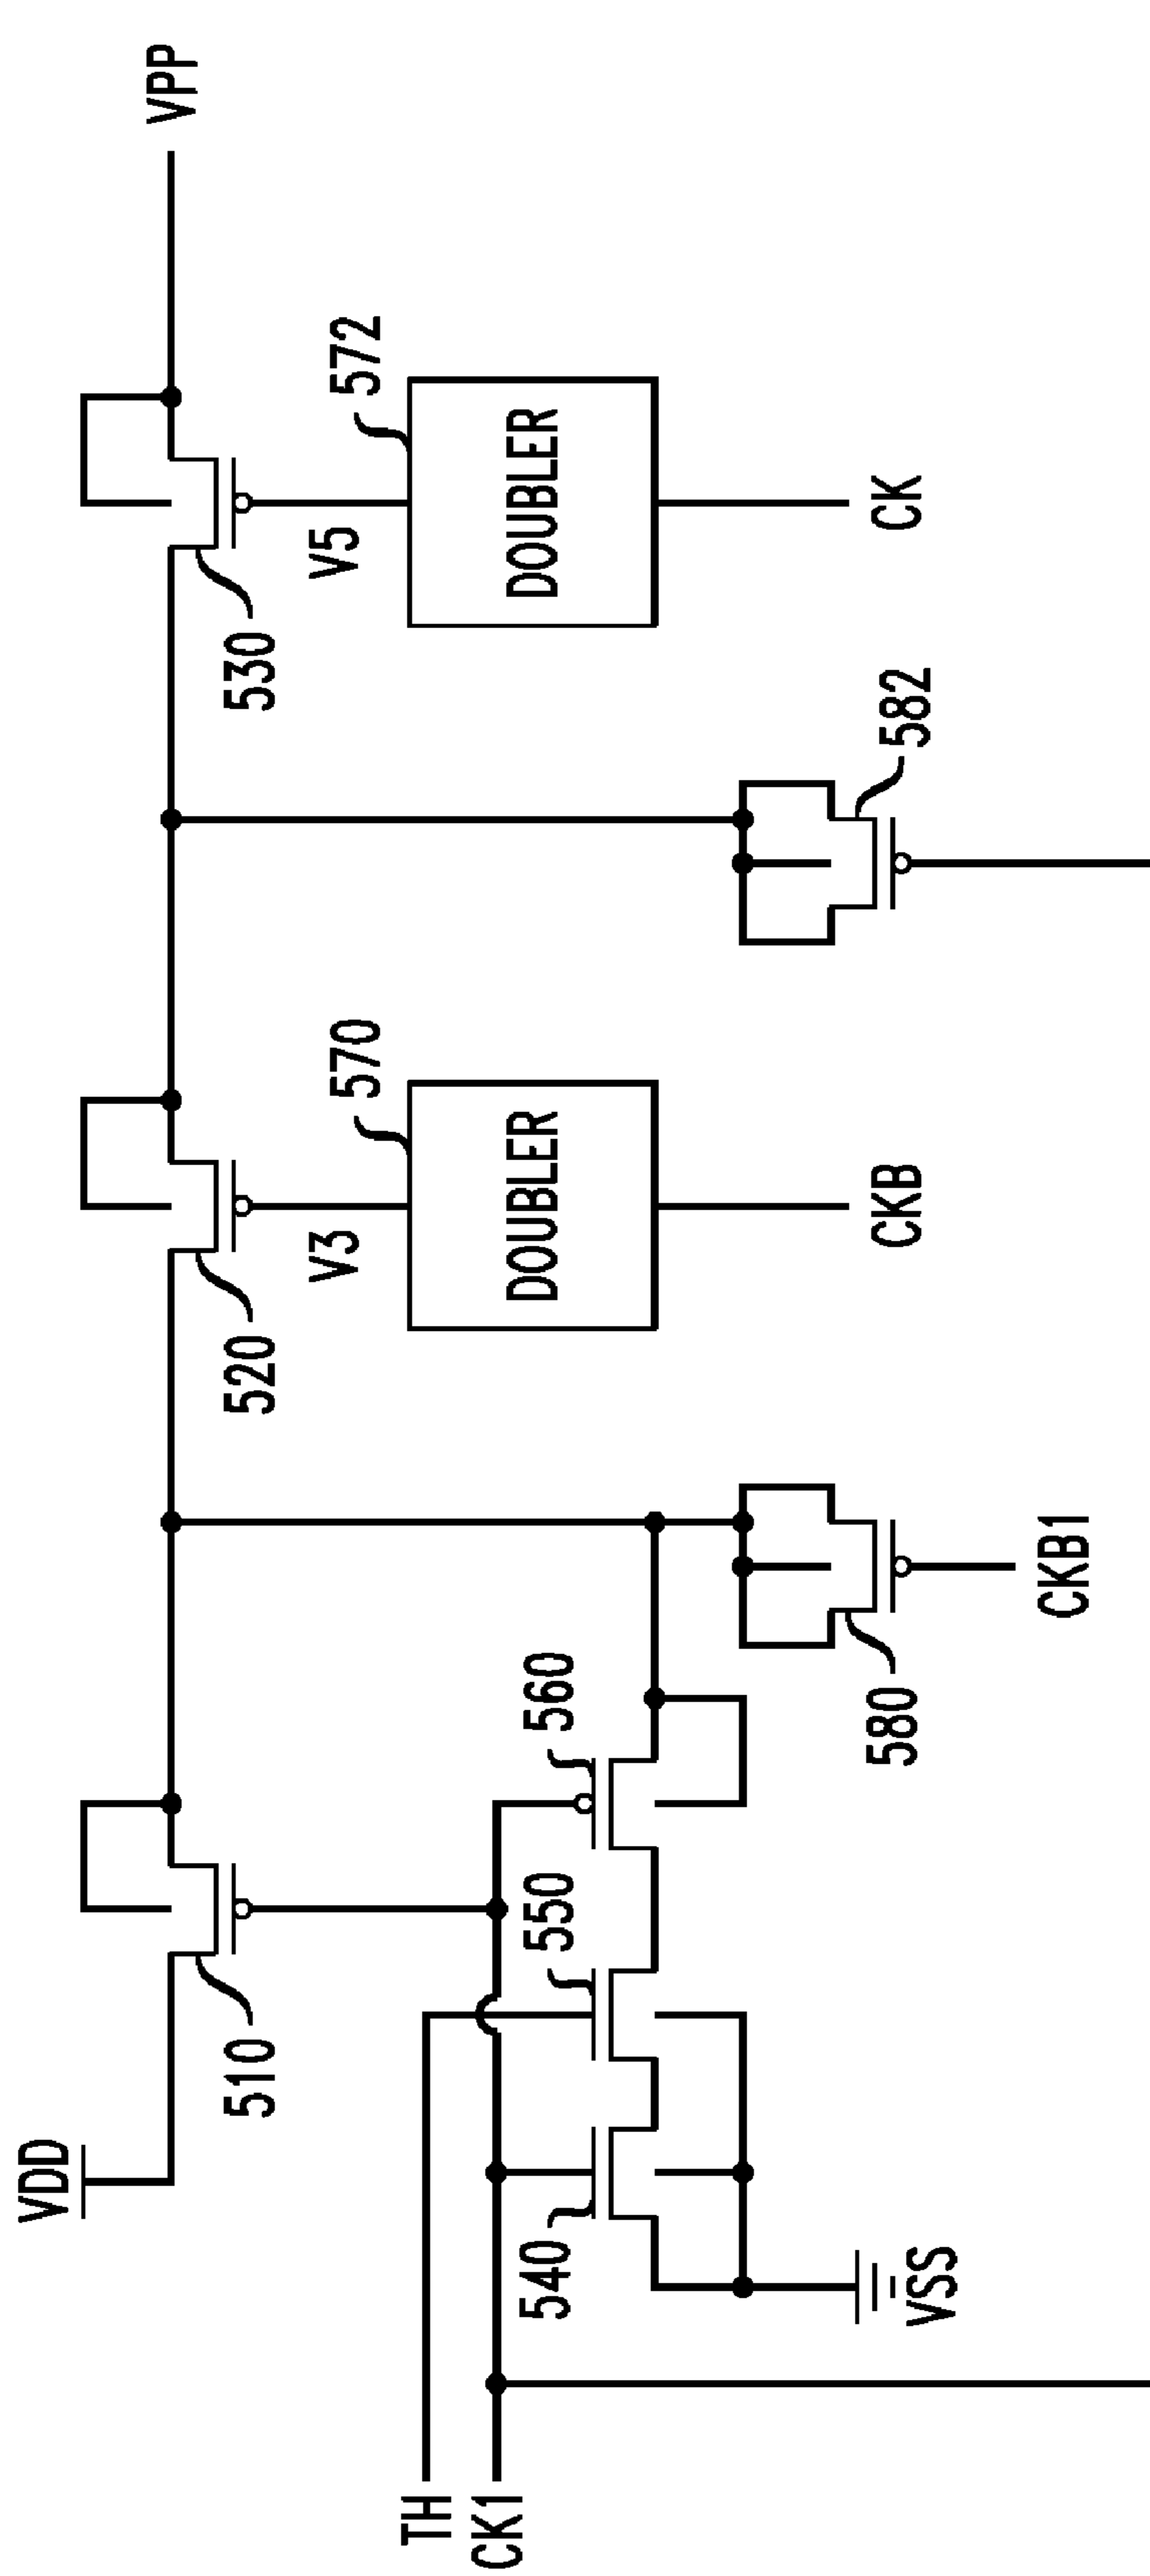 VDD
VPP
510
520
530
V3
V5
570
572
TH
CK1
540
550
560
DOUBLER
DOUBLER
580
582
VSS
CKB1
CKB
CK